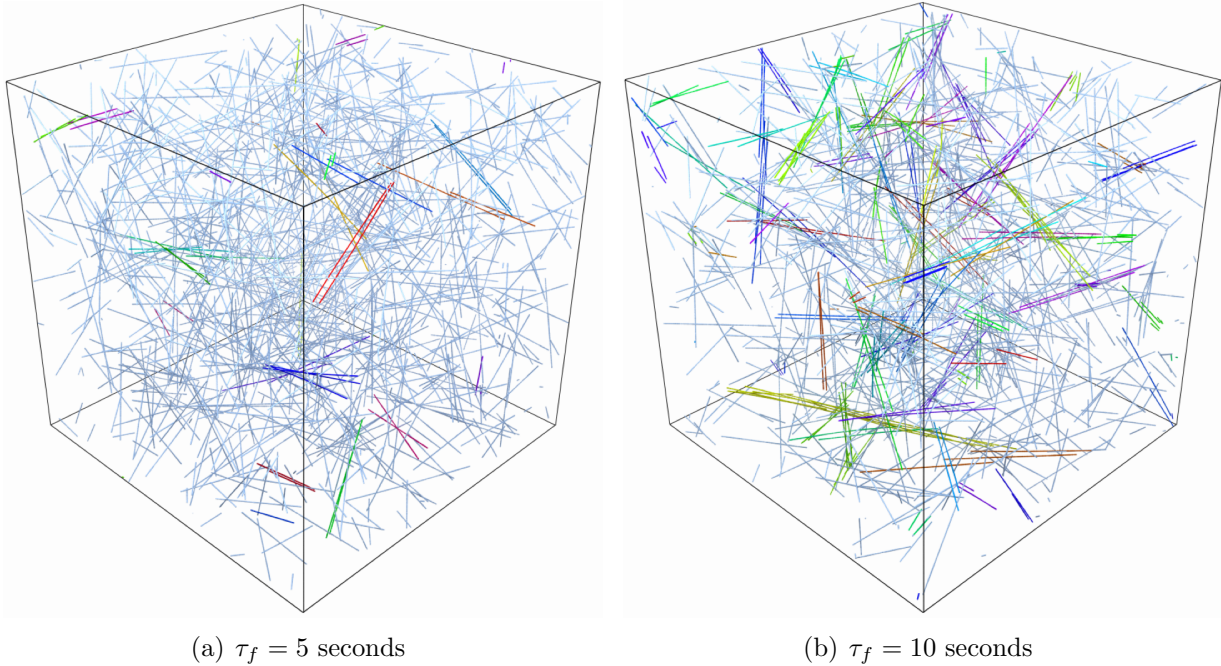 (a) τf = 5 seconds
(b) τf = 10 seconds